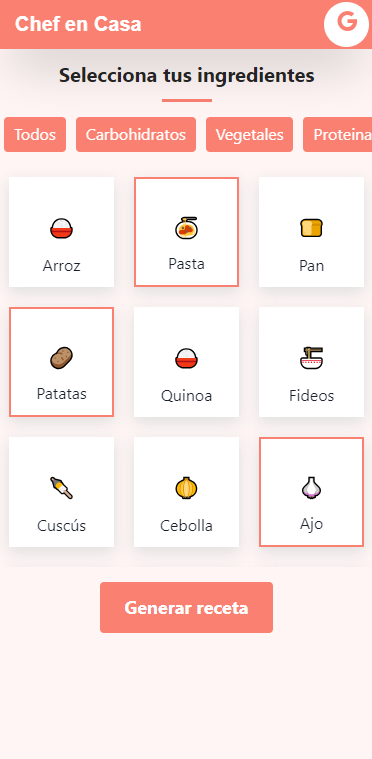 Chef en Casa
G
Selecciona tus ingredientes
Todos Carbohidratos Vegetales Proteina
Arroz Pasta Pan
Patatas Quinoa Fideos
Cuscús Cebolla Ajo
Generar receta